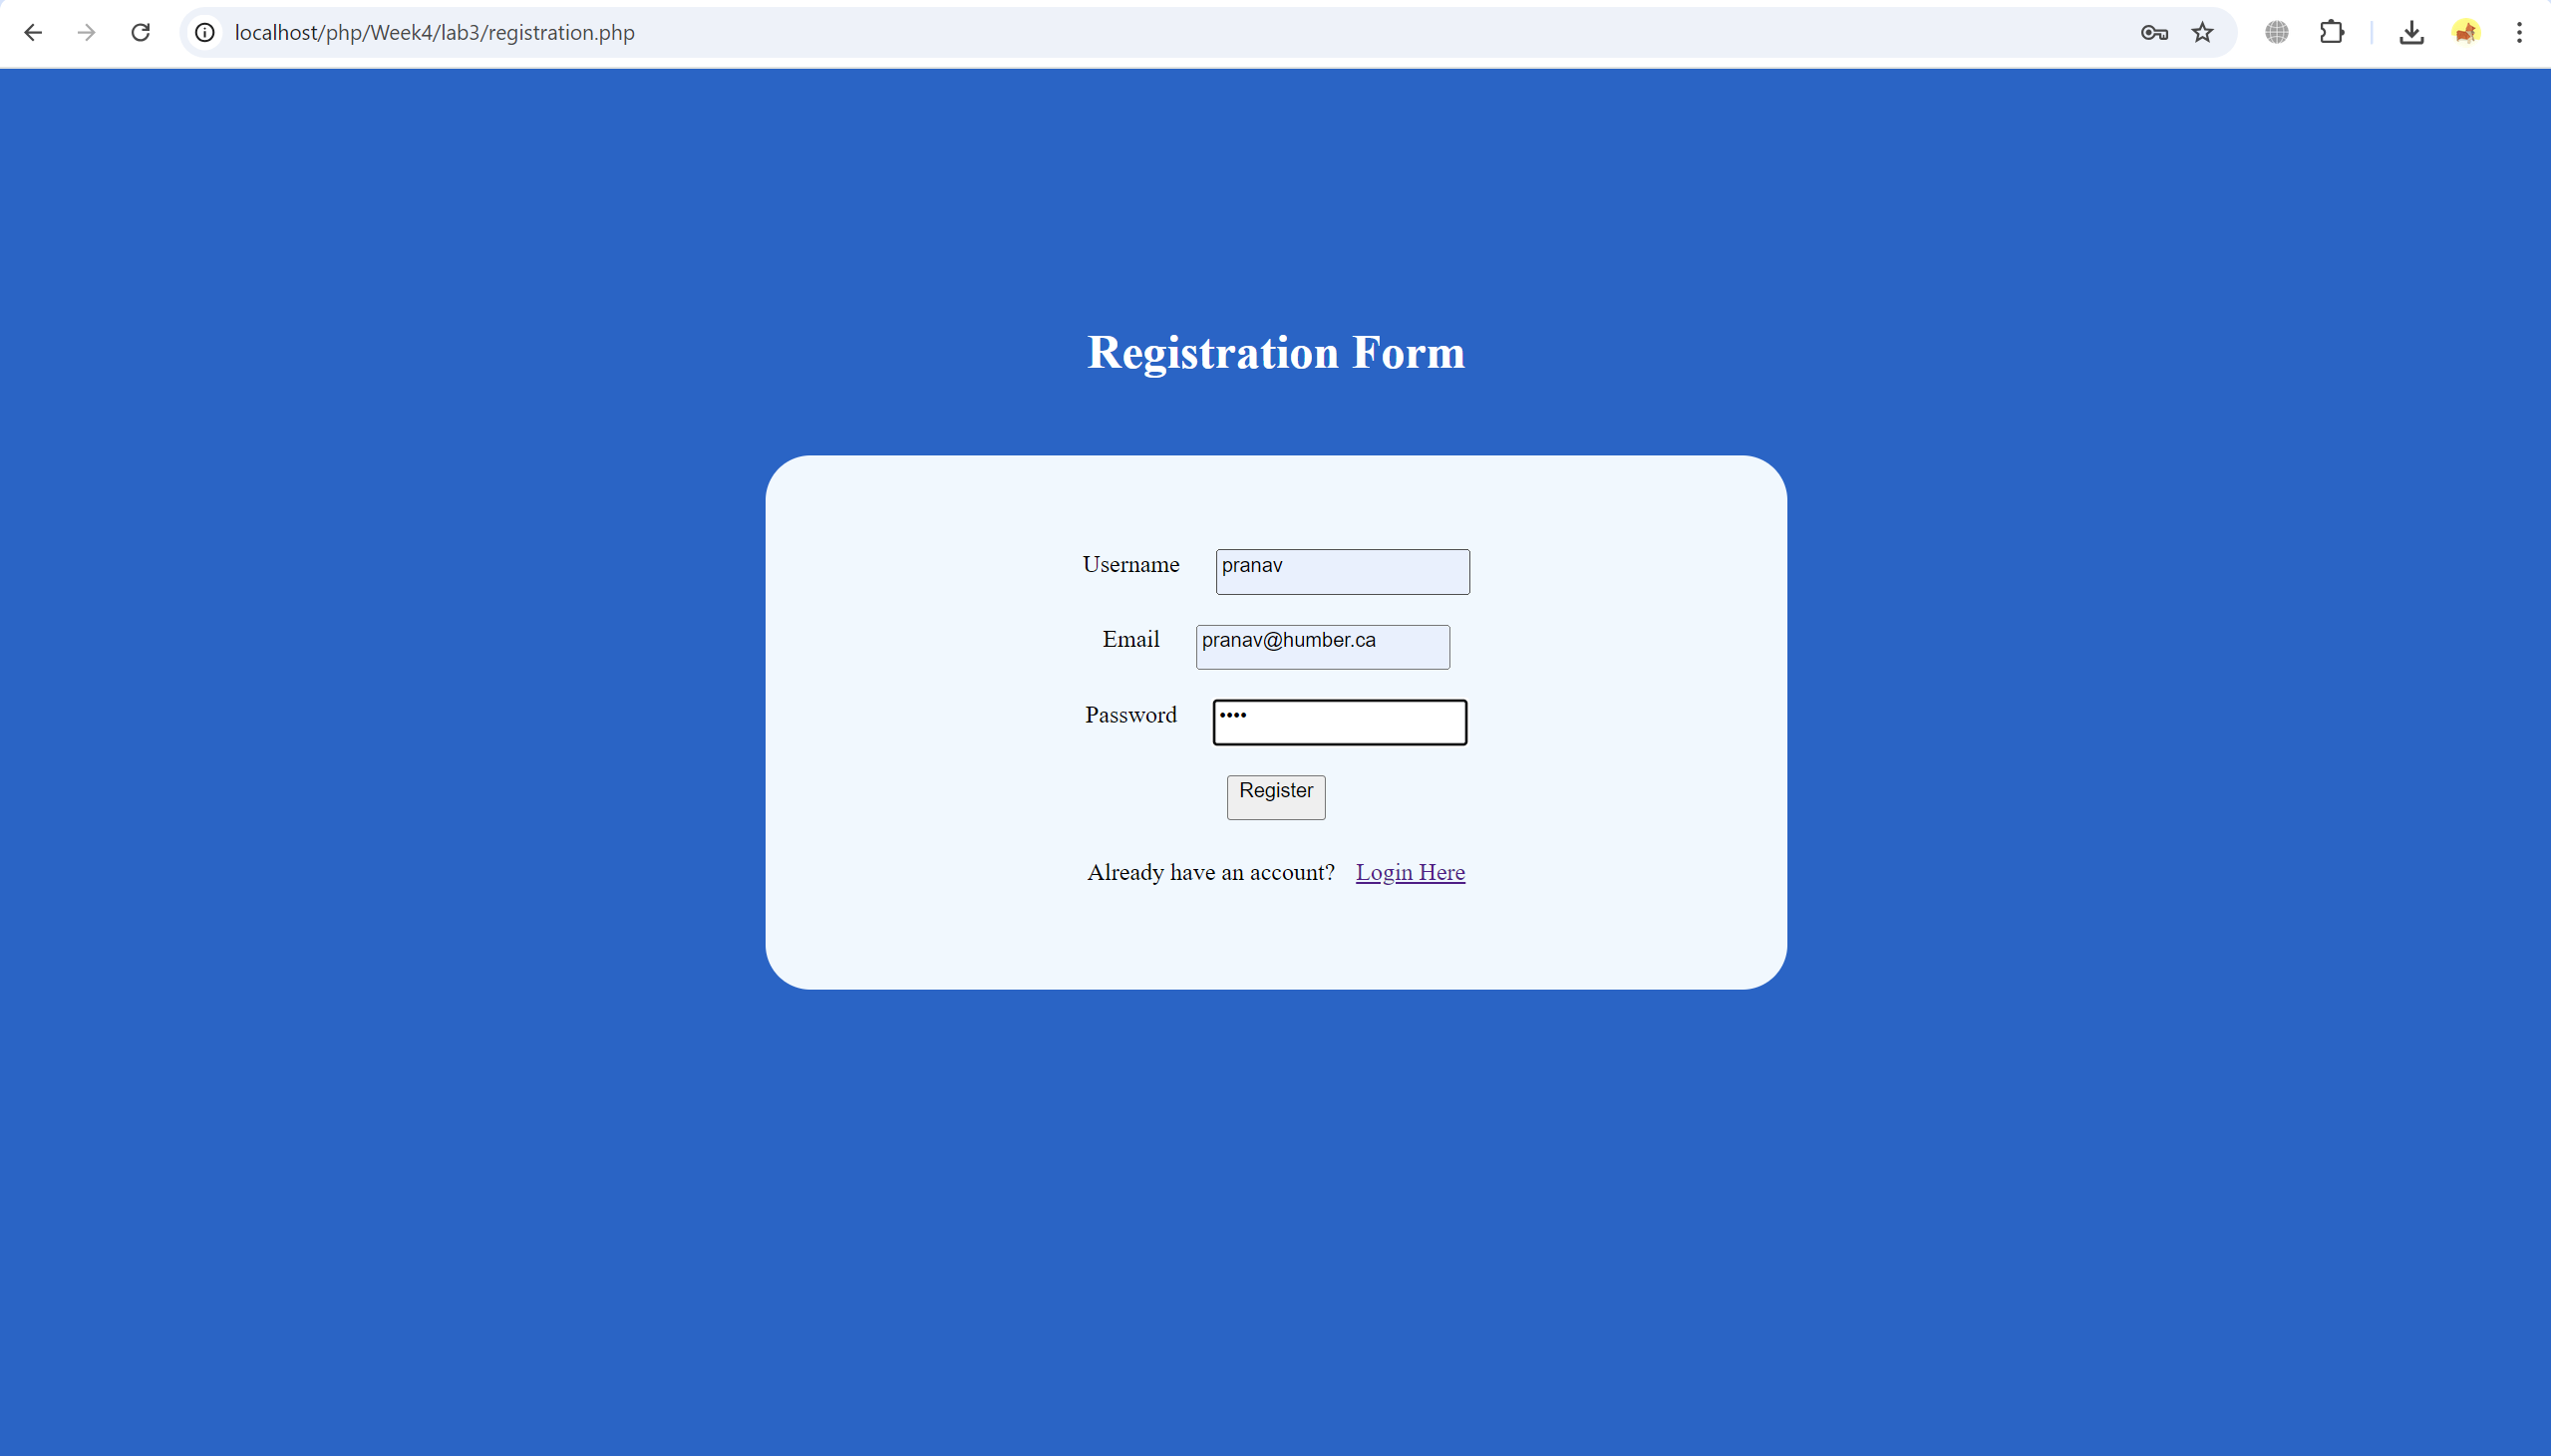 localhost/php/Week4/lab3/registration.php
Registration Form
Username pranav
Email pranav@humber.ca
Password ••••
Register
Already have an account? Login Here